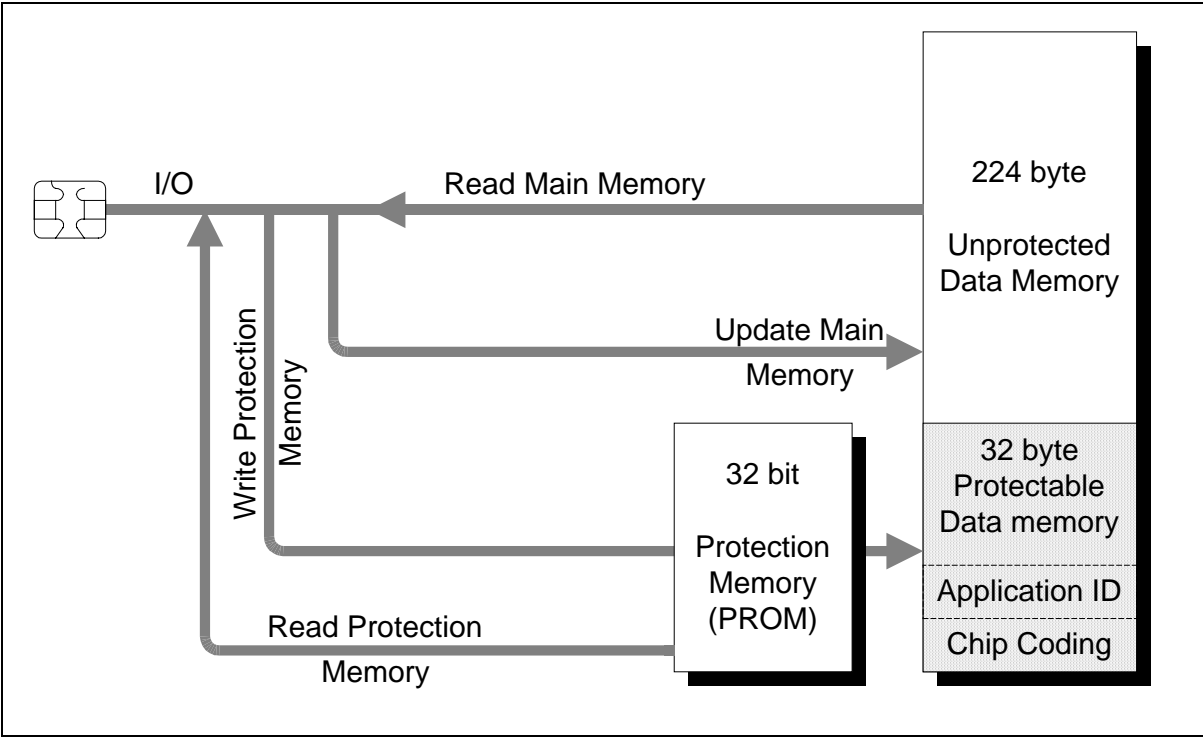 I/O
Read Main Memory
224 byte
Unprotected
Data Memory
Update Main
Memory
Write Protection
Memory
32 bit
Protection
Memory
(PROM)
32 byte
Protectable
Data memory
Application ID
Chip Coding
Read Protection
Memory